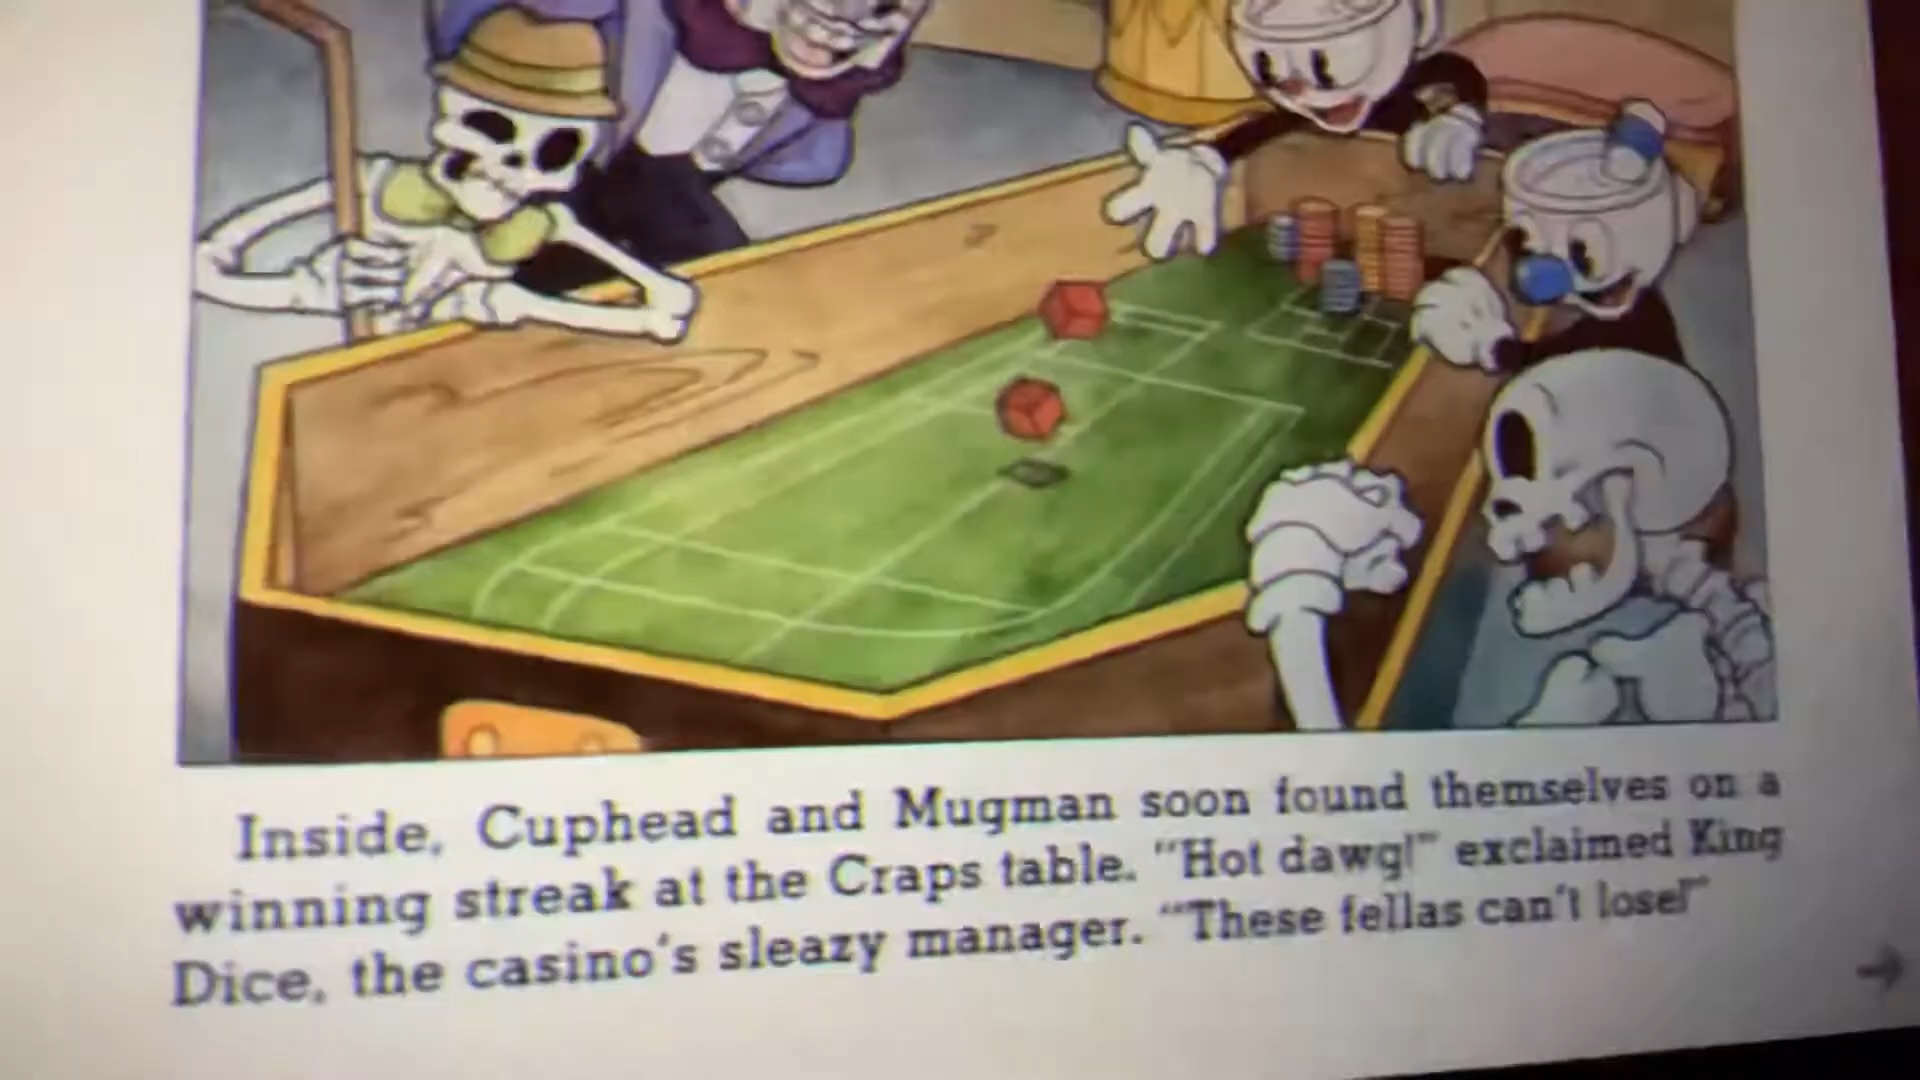 Inside, Cuphead and Mugman soon found themselves on a
winning streak at the Craps table. "Hot dawg!" exclaimed King
Dice, the casino's sleazy manager. "These fellas can't lose!"